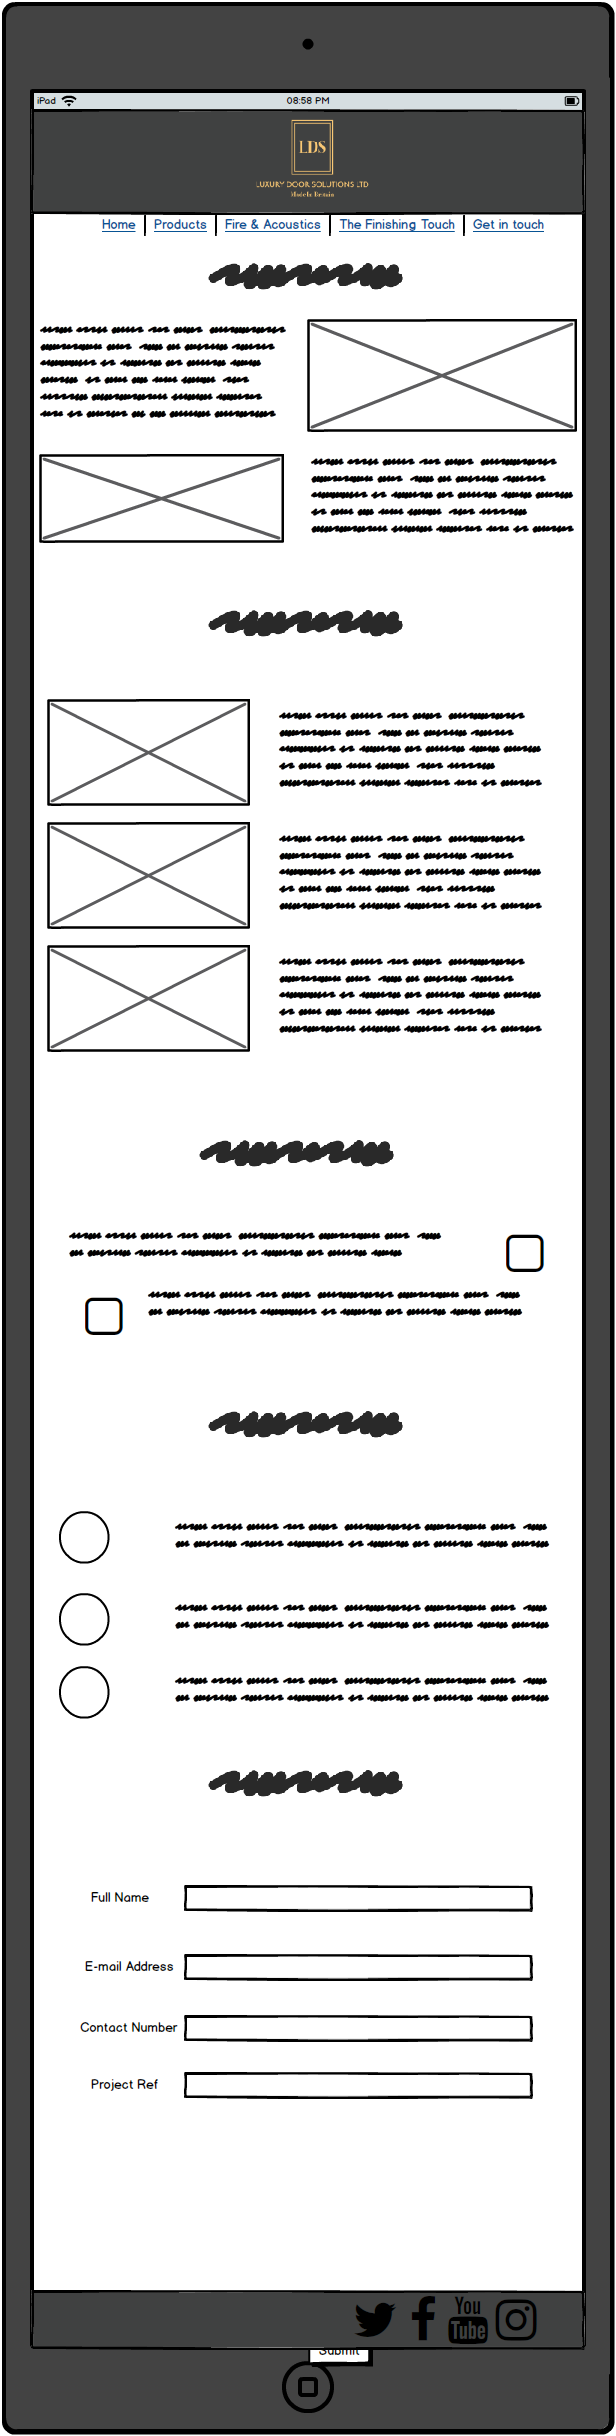 iPad 08:58 PM
LDS
LUXURY DOOR SOLUTIONS LTD
Home Products Fire & Acoustics The Finishing Touch Get in touch
Full Name
E-mail Address
Contact Number
Project Ref
You
Tube
Submit